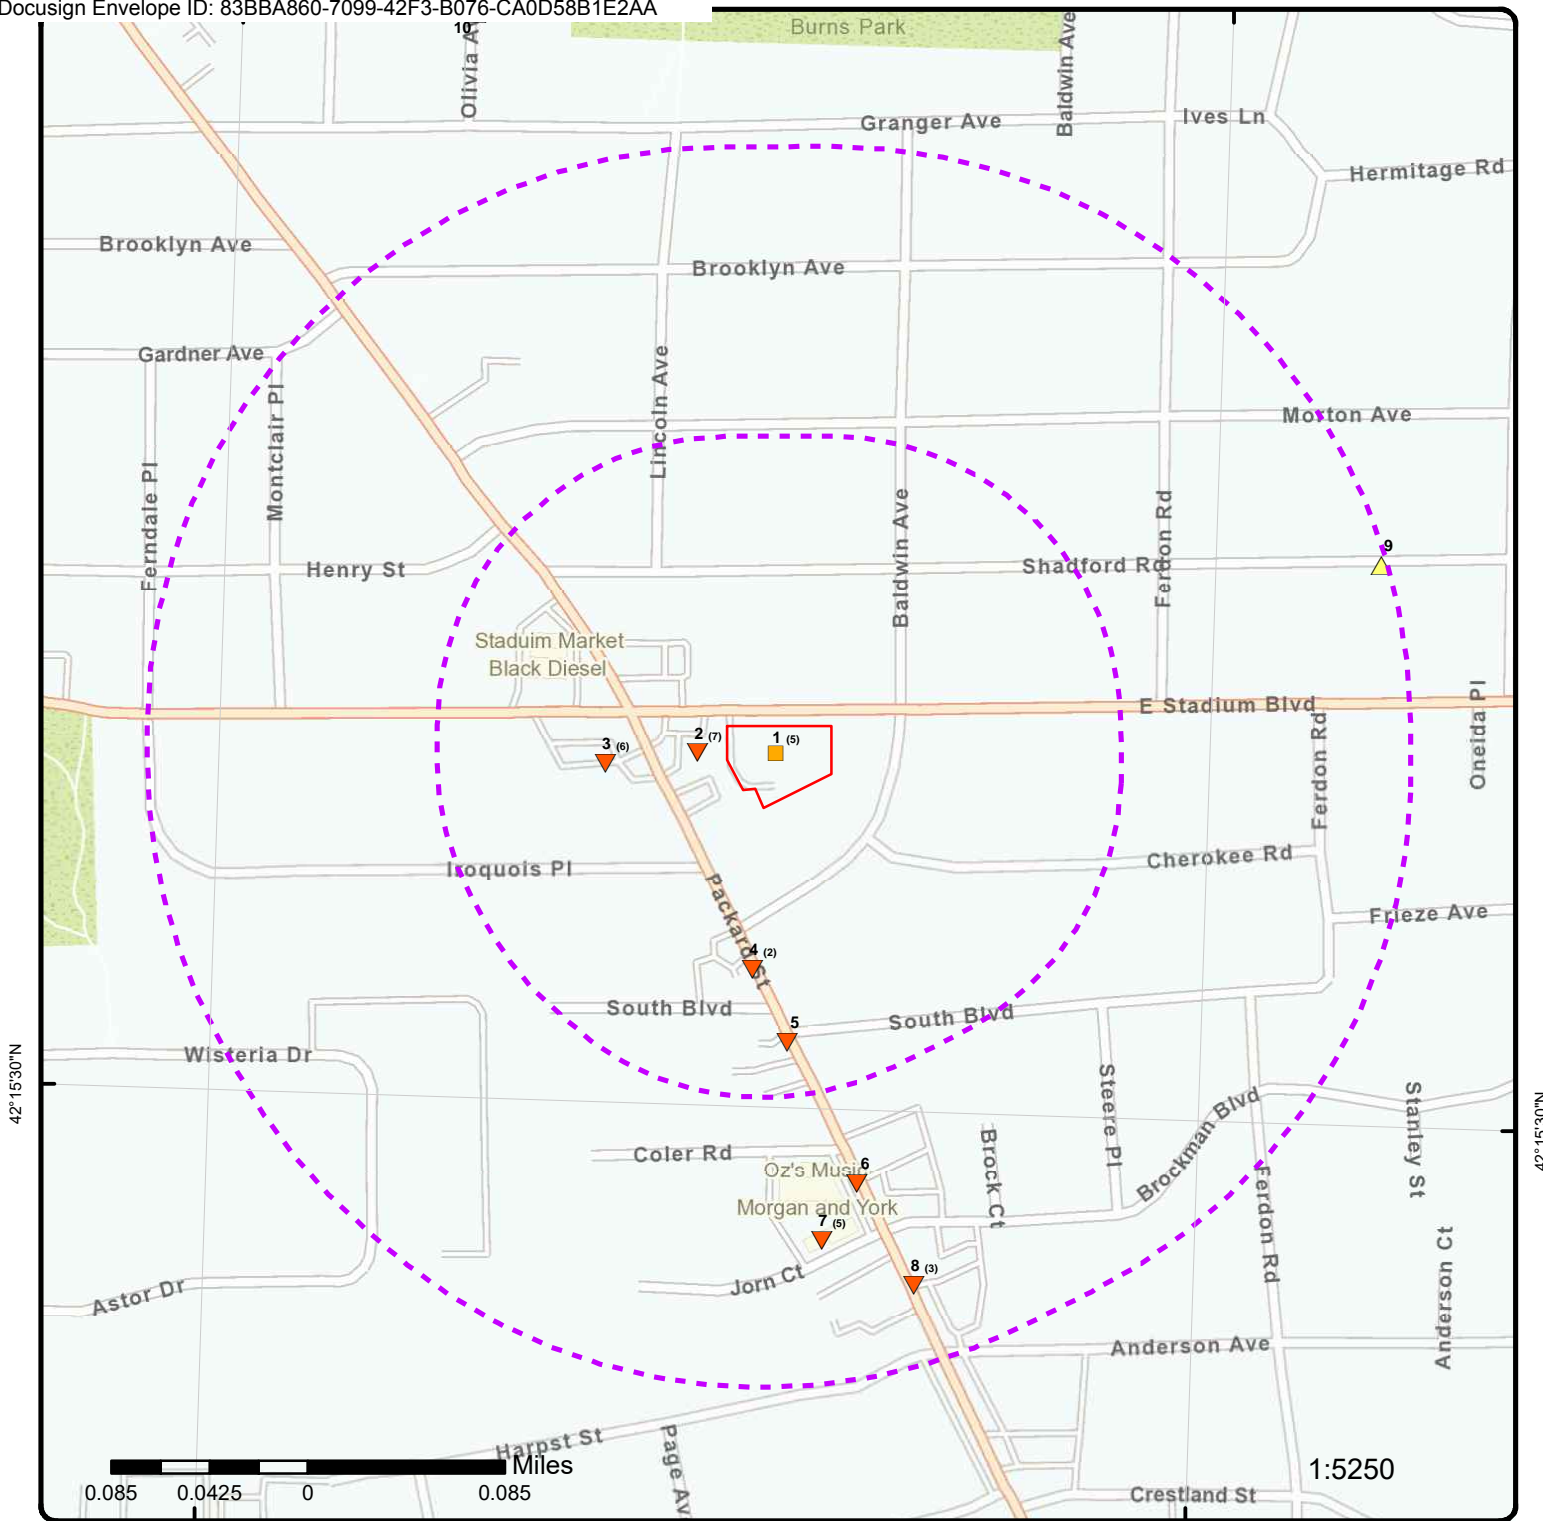 Docusign Envelope ID: 83BBA860-7099-42F3-B076-CA0D58B1E2AA
10
Burns Park
Olivia A
Baldwin Ave
Granger Ave
Ives Ln
Hermitage Rd
Brooklyn Ave
Brooklyn Ave
Gardner Ave
Lincoln Ave
Montclair Pl
Morton Ave
Ferndale Pl
Baldwin Ave
Ferdon Rd
9
Henry St
Shadford Rd
Staduim Market
Black Diesel
E Stadium Blvd
Oneida Pl
3 (6)
2 (7)
1 (5)
Ferdon Rd
Iroquois Pl
Cherokee Rd
Packard St
Frieze Ave
4 (2)
South Blvd
South Blvd
5
Wisteria Dr
42°15'30"N
42°15'30"N
Steere Pl
Brockman Blvd
Stanley St
Coler Rd
Brock Ct
Oz's Music
6
Morgan and York
7 (5)
Ferdon Rd
8 (3)
Jorn Ct
Astor Dr
Anderson Ct
Anderson Ave
Harpst St
Page Av
Miles
0.085 0.0425 0 0.085
1:5250
Crestland St